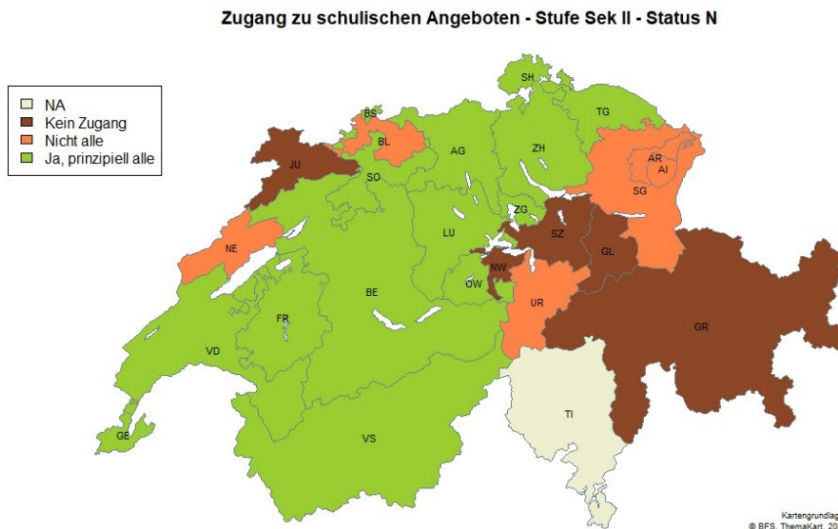 Zugang zu schulischen Angeboten - Stufe Sek II - Status N
NA
Kein Zugang
Nicht alle
Ja, prinzipiell alle
SH
BS
TG
BL
AG
ZH
JU
AR
AI
SO
SG
ZG
LU
SZ
NE
GL
NW
OW
BE
UR
FR
GR
VD
TI
GE
VS
Kartengrundlag
© BFS, ThemaKart, 20